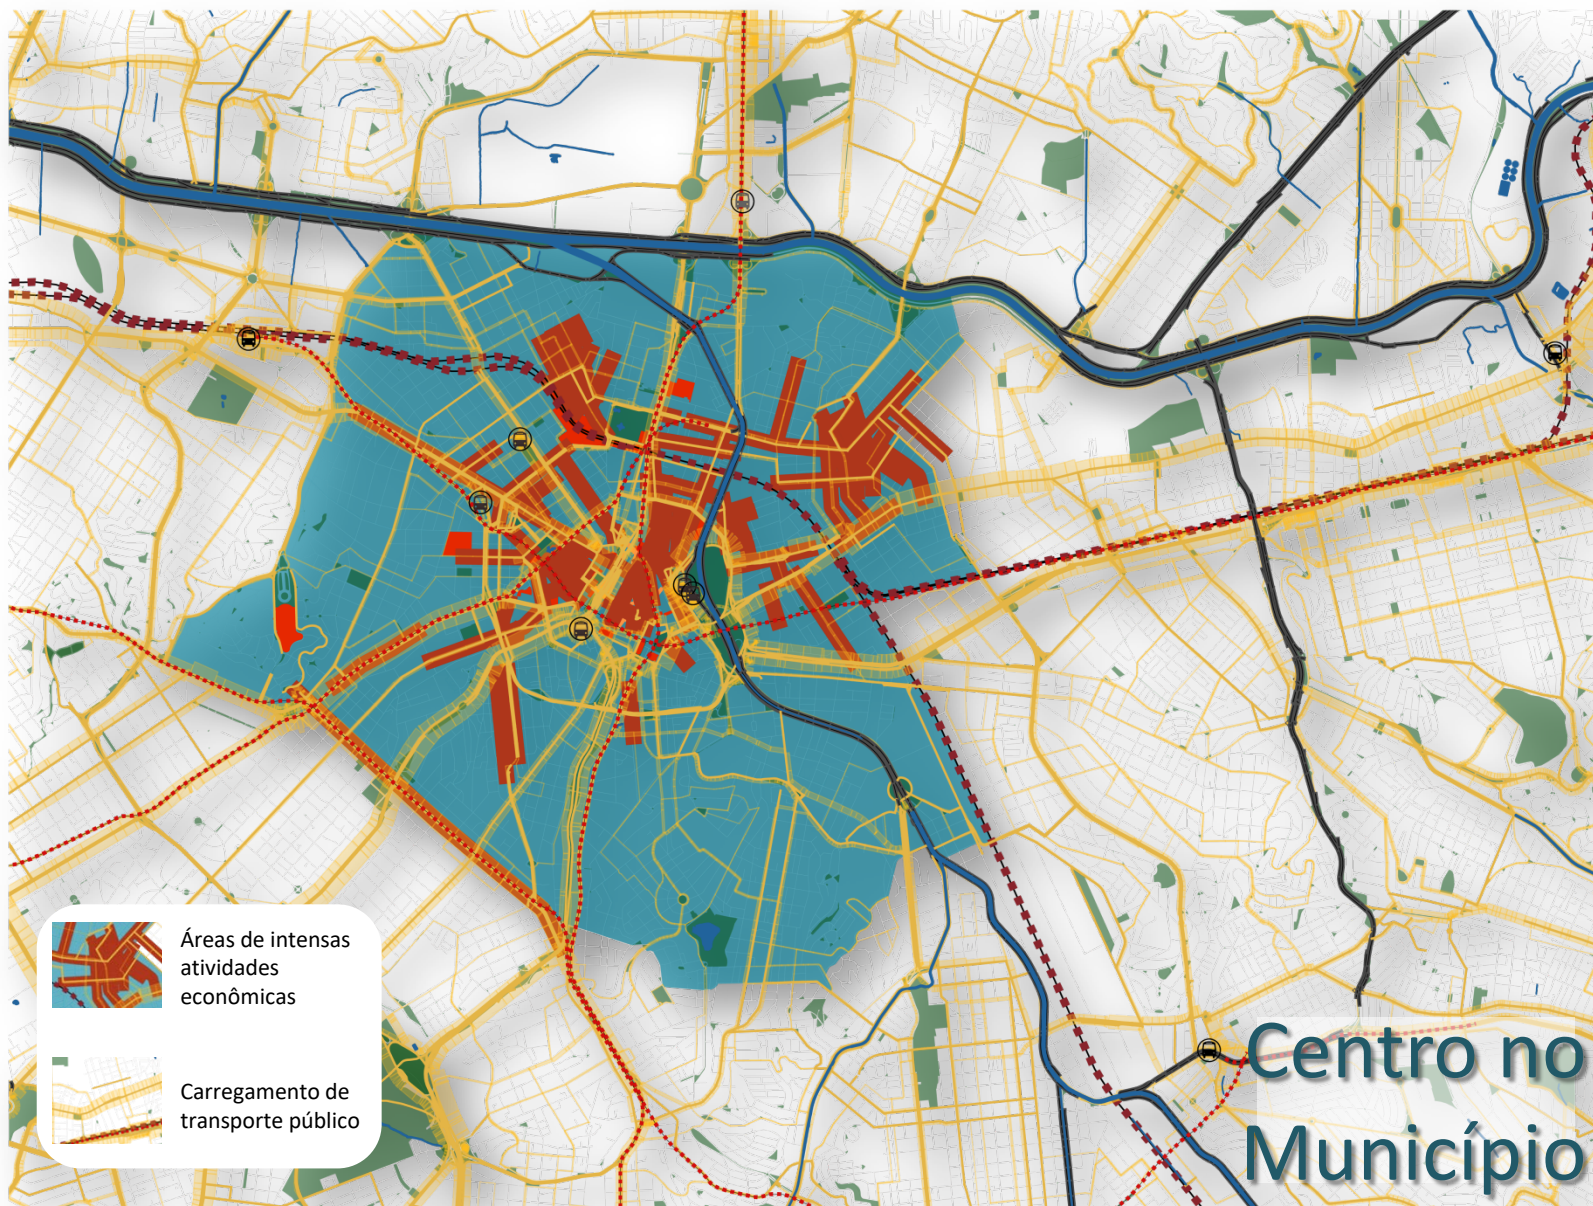 Áreas de intensas
atividades
econômicas
Carregamento de
transporte público
Centro no
Município